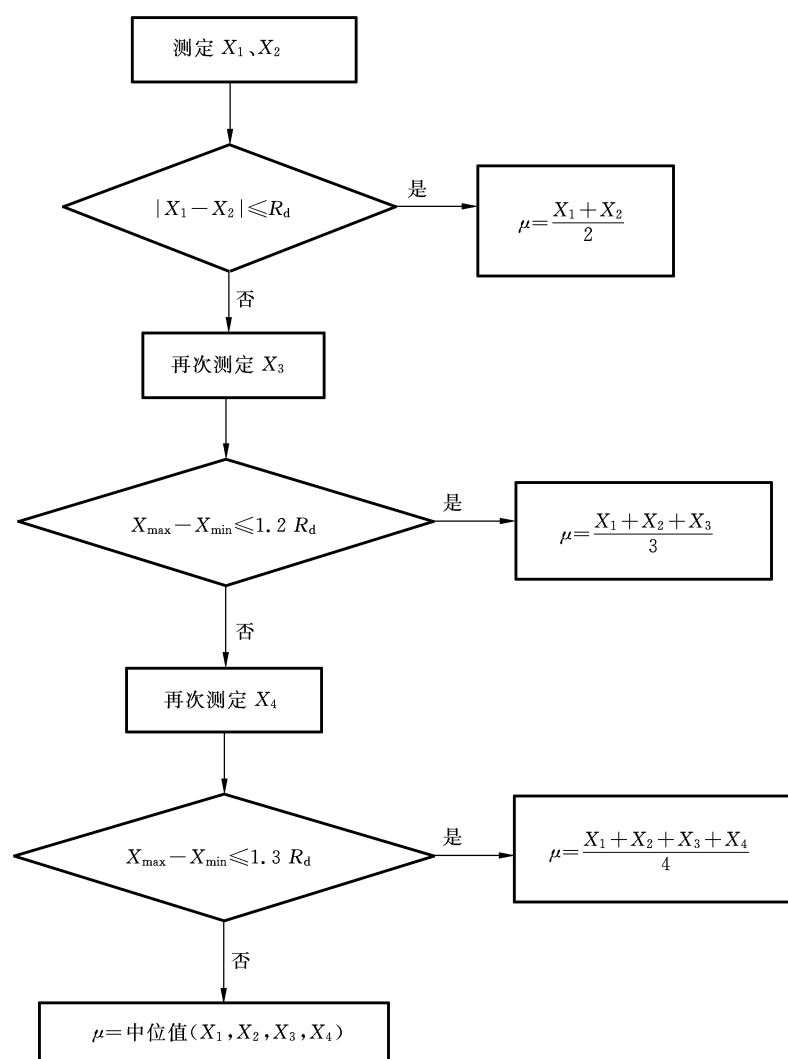 测定 X₁、X₂
|X₁－X₂|≤R_d
是
μ=(X₁＋X₂)/2
否
再次测定 X₃
X_max－X_min≤1.2 R_d
是
μ=(X₁＋X₂＋X₃)/3
否
再次测定 X₄
X_max－X_min≤1.3 R_d
是
μ=(X₁＋X₂＋X₃＋X₄)/4
否
μ=中位值(X₁,X₂,X₃,X₄)